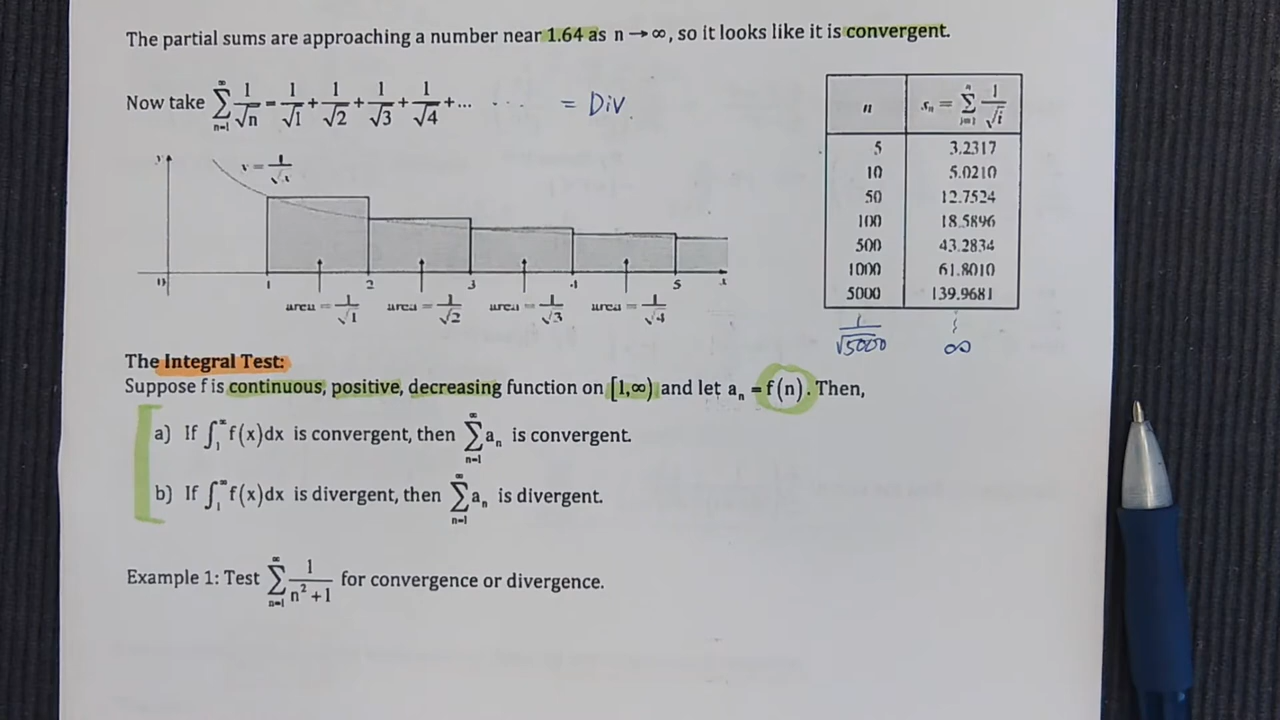 The partial sums are approaching a number near 1.64 as n→∞, so it looks like it is convergent.
Now take ∑_{n=1}^{∞} 1/√n = 1/√1 + 1/√2 + 1/√3 + 1/√4 + ... ... = Div.
n s_n = ∑_{i=1}^{n} 1/√i
5 3.2317
10 5.0210
50 12.7524
100 18.5896
500 43.2834
1000 61.8010
5000 139.9681
1/√5000 ∞
y y = 1/√x
0 1 2 3 4 5 x
area = 1/√1 area = 1/√2 area = 1/√3 area = 1/√4
The Integral Test:
Suppose f is continuous, positive, decreasing function on [1,∞) and let a_n = f(n). Then,
a) If ∫_1^∞ f(x)dx is convergent, then ∑_{n=1}^{∞} a_n is convergent.
b) If ∫_1^∞ f(x)dx is divergent, then ∑_{n=1}^{∞} a_n is divergent.
Example 1: Test ∑_{n=1}^{∞} 1/(n²+1) for convergence or divergence.